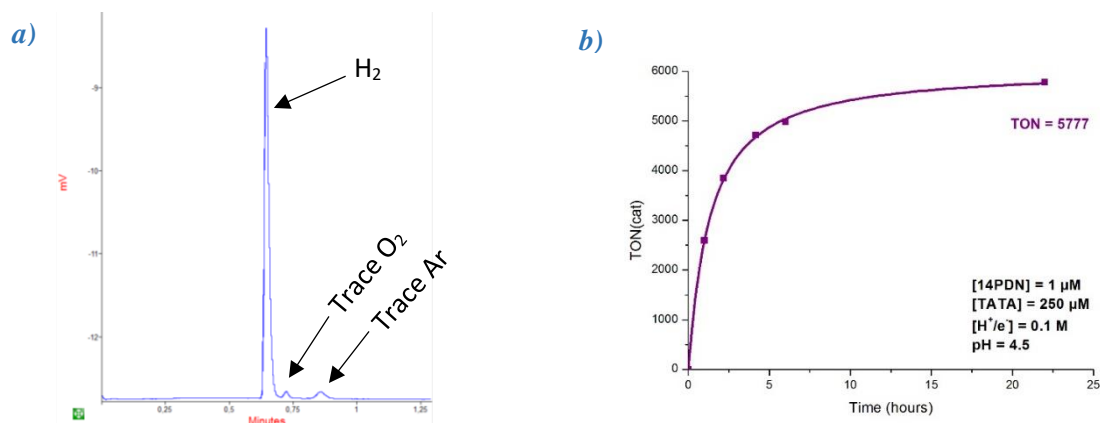 a)
-9
-10
-11
-12
mV
0,25
0,5
0,75
1
1,25
Minutes
H₂
Trace O₂
Trace Ar
b)
6000
5000
4000
3000
2000
1000
0
TON(cat)
0
5
10
15
20
25
Time (hours)
TON = 5777
[14PDN] = 1 µM
[TATA] = 250 µM
[H⁺/e⁻] = 0.1 M
pH = 4.5